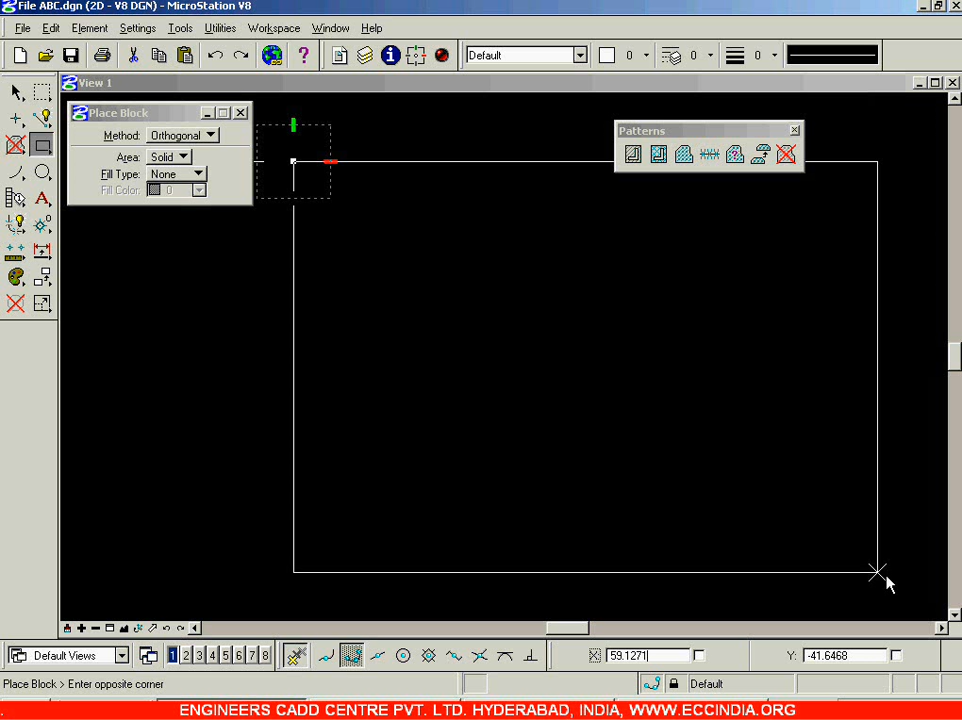 File ABC.dgn (2D - V8 DGN) - MicroStation V8
File Edit Element Settings Tools Utilities Workspace Window Help
Default 0 0 0
View 1
Place Block
Method: Orthogonal
Area: Solid
Fill Type: None
Fill Color: 0
Patterns
Default Views 1 2 3 4 5 6 7 8 59.1271 Y: -41.6468
Place Block > Enter opposite corner Default
ENGINEERS CADD CENTRE PVT. LTD. HYDERABAD, INDIA, WWW.ECCINDIA.ORG